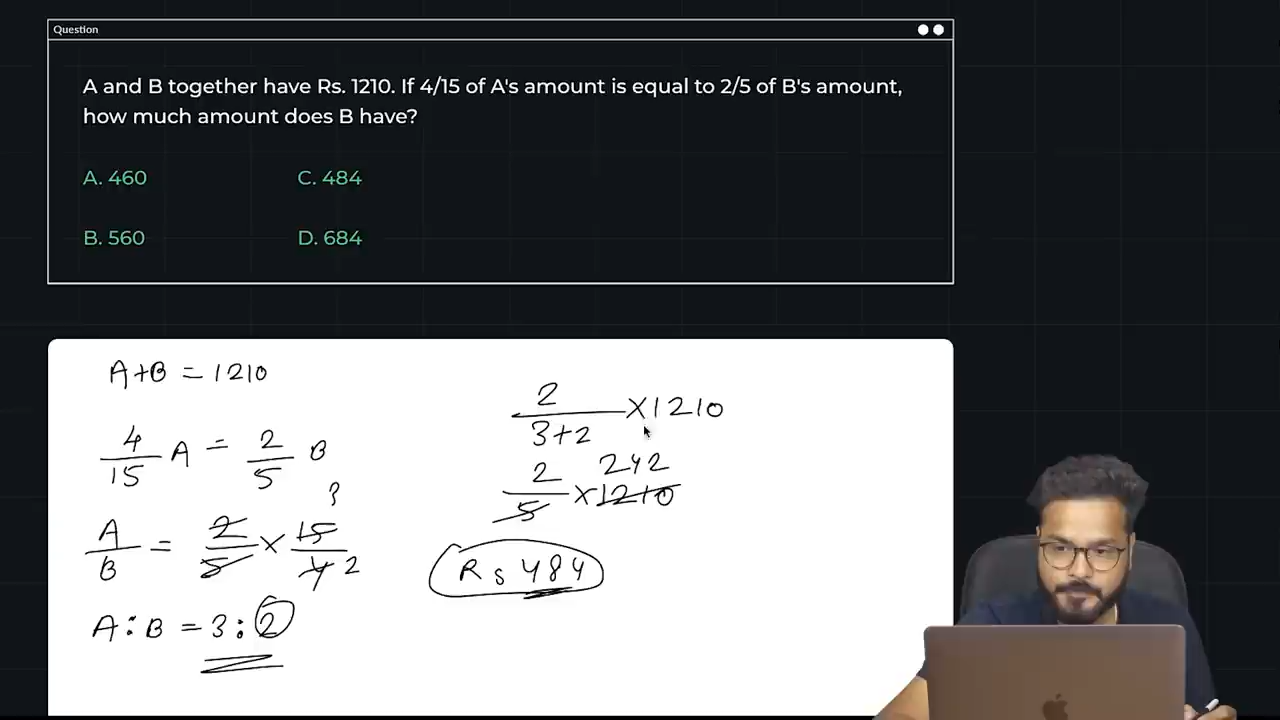 Question
A and B together have Rs. 1210. If 4/15 of A's amount is equal to 2/5 of B's amount,
how much amount does B have?
A. 460 C. 484
B. 560 D. 684
A+B = 1210
4/15 A = 2/5 B
A/B = 2/5 × 15/4 3 2
A:B = 3:2
2/3+2 ×1210
2/5 ×1210 242
Rs 484